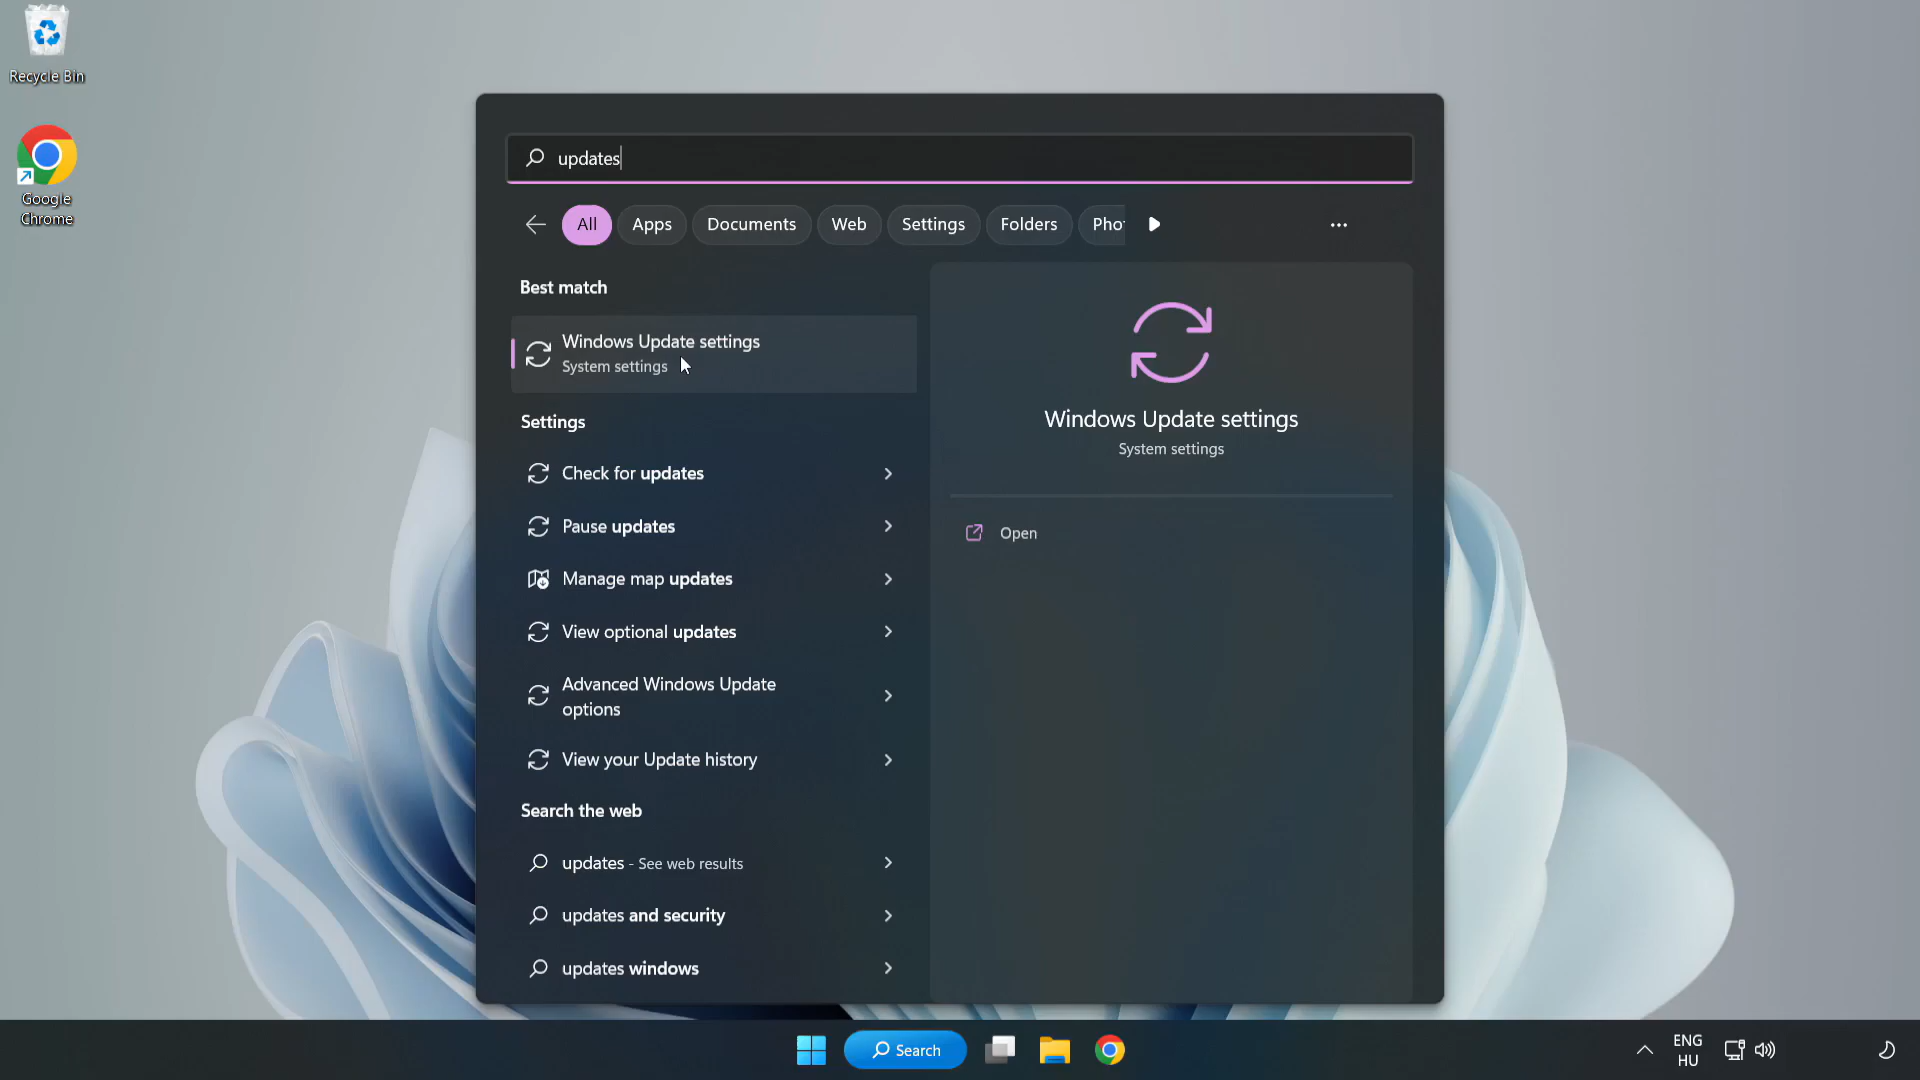 Recycle Bin
Google
Chrome
updates
All
Apps
Documents
Web
Settings
Folders
Pho
Best match
Windows Update settings
System settings
Settings
Check for updates
Pause updates
Manage map updates
View optional updates
Advanced Windows Update
options
View your Update history
Search the web
updates - See web results
updates and security
updates windows
Windows Update settings
System settings
Open
Search
ENG
HU